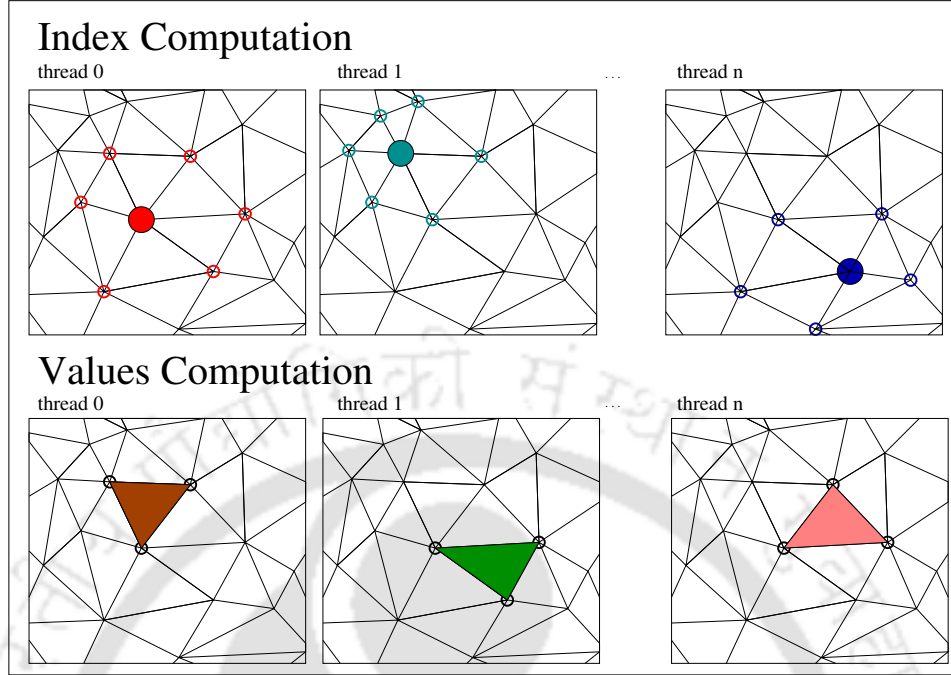 Index Computation
thread 0 thread 1 ... thread n
Values Computation
thread 0 thread 1 ... thread n